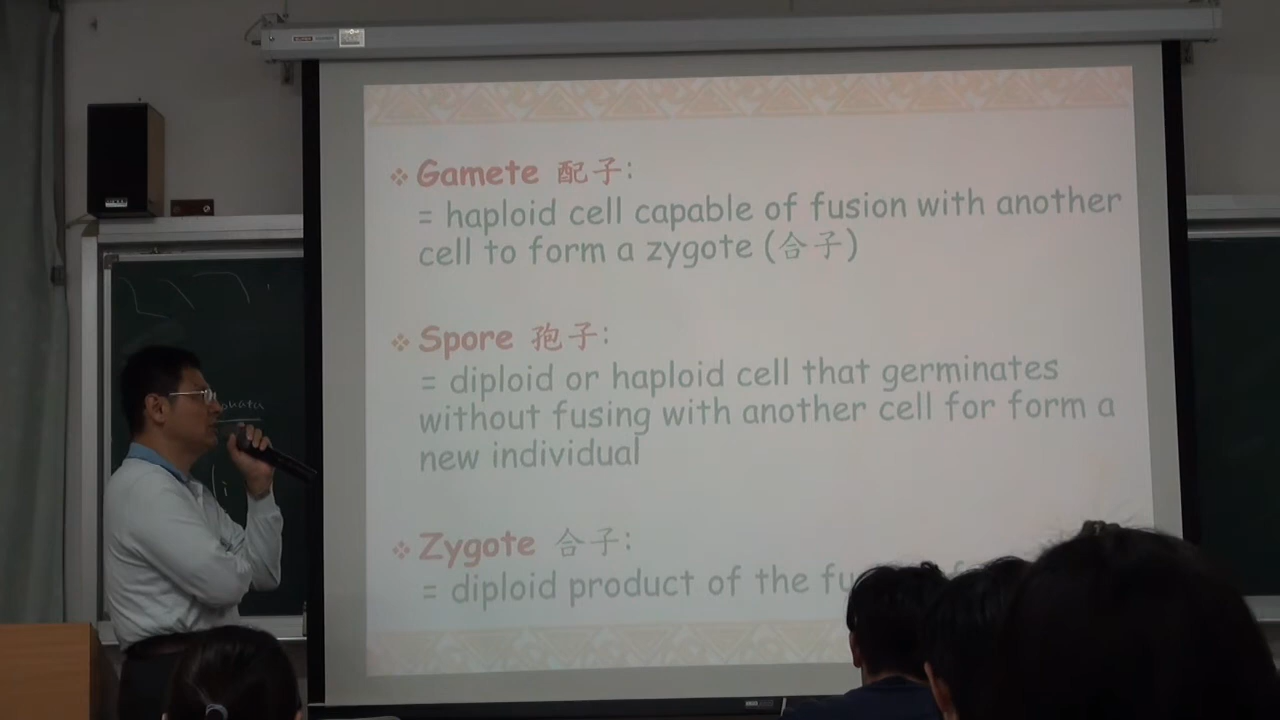 Gamete 配子:
= haploid cell capable of fusion with another
cell to form a zygote (合子)
Spore 孢子:
= diploid or haploid cell that germinates
without fusing with another cell for form a
new individual
Zygote 合子:
= diploid product of the